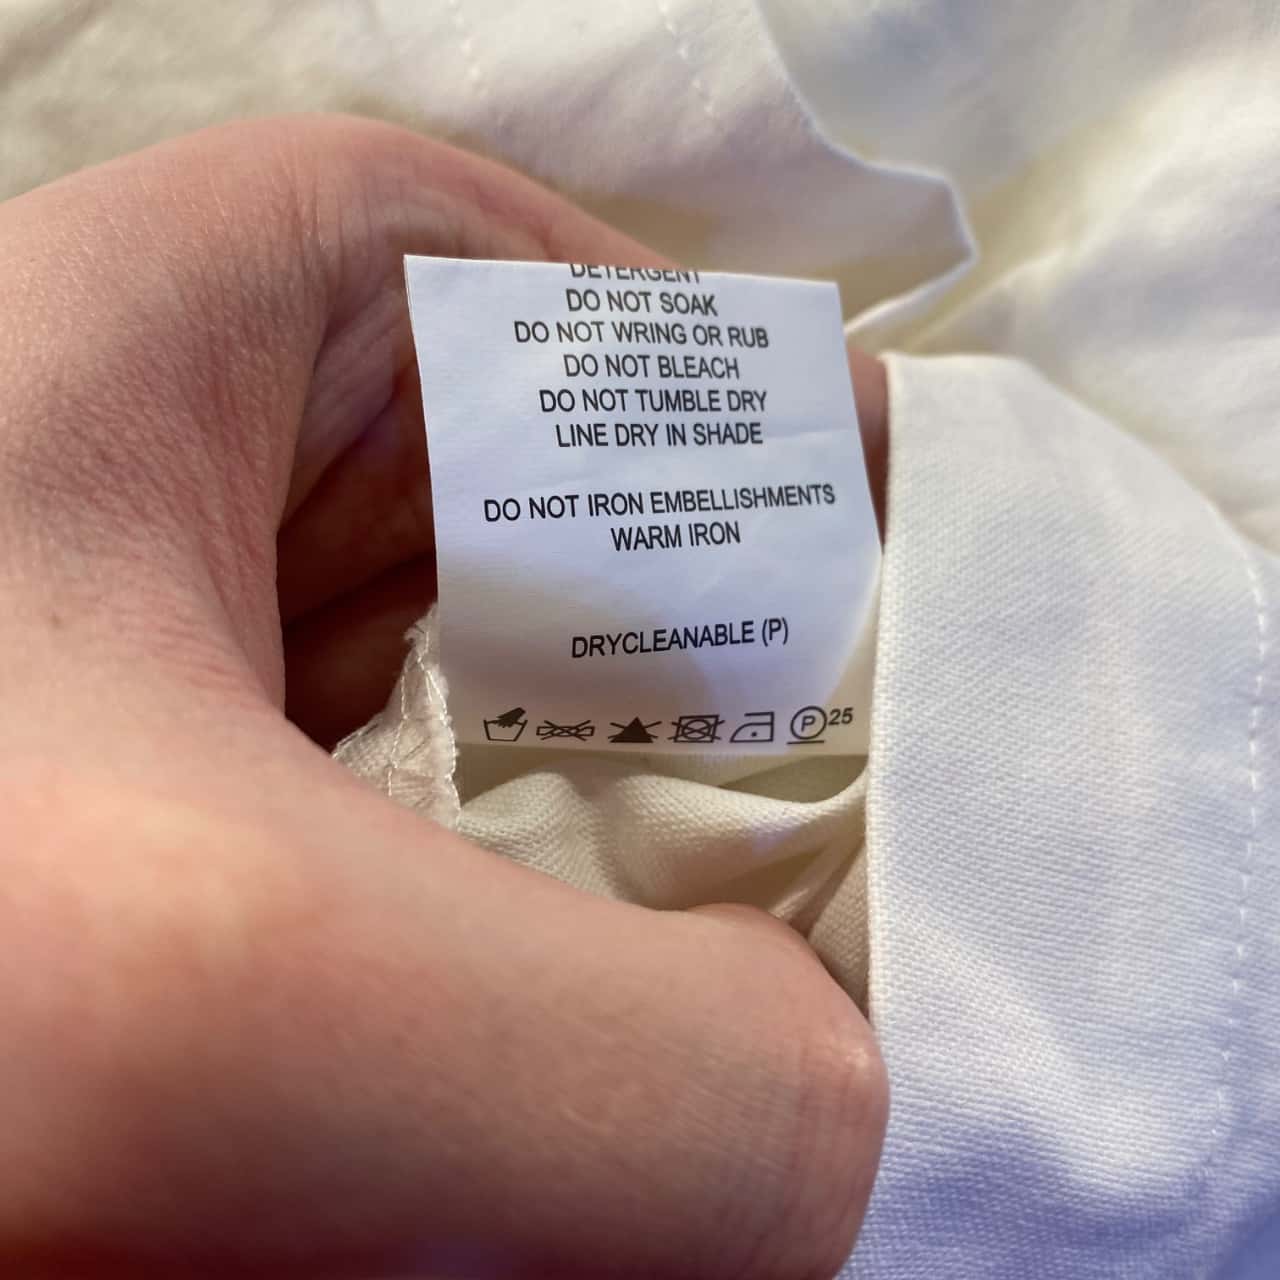 DETERGENT
DO NOT SOAK
DO NOT WRING OR RUB
DO NOT BLEACH
DO NOT TUMBLE DRY
LINE DRY IN SHADE
DO NOT IRON EMBELLISHMENTS
WARM IRON
DRYCLEANABLE (P)
P 25